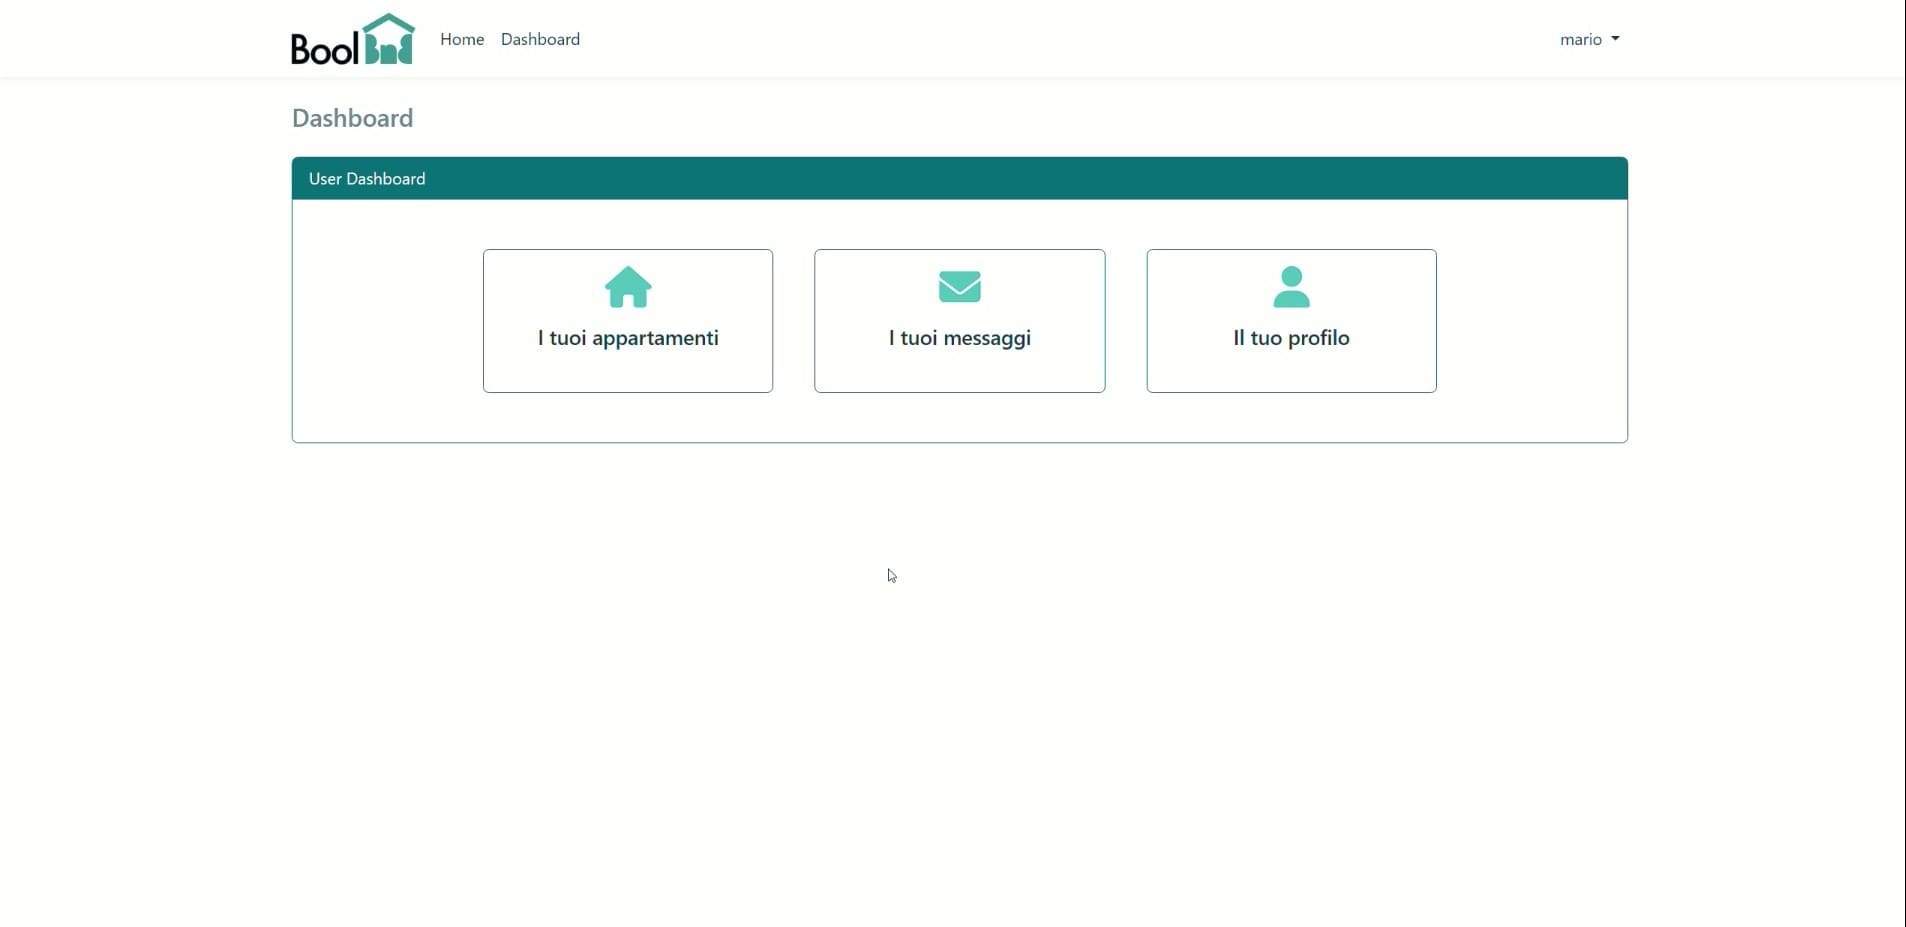 BoolBnB Home Dashboard mario
Dashboard
User Dashboard
I tuoi appartamenti
I tuoi messaggi
Il tuo profilo